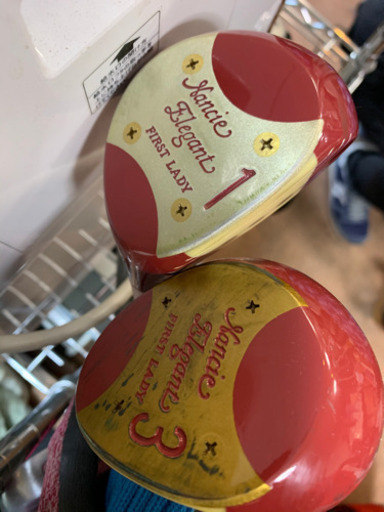 Nancie
Elegant
FIRST LADY
1
Nancie
Elegant
FIRST LADY
3